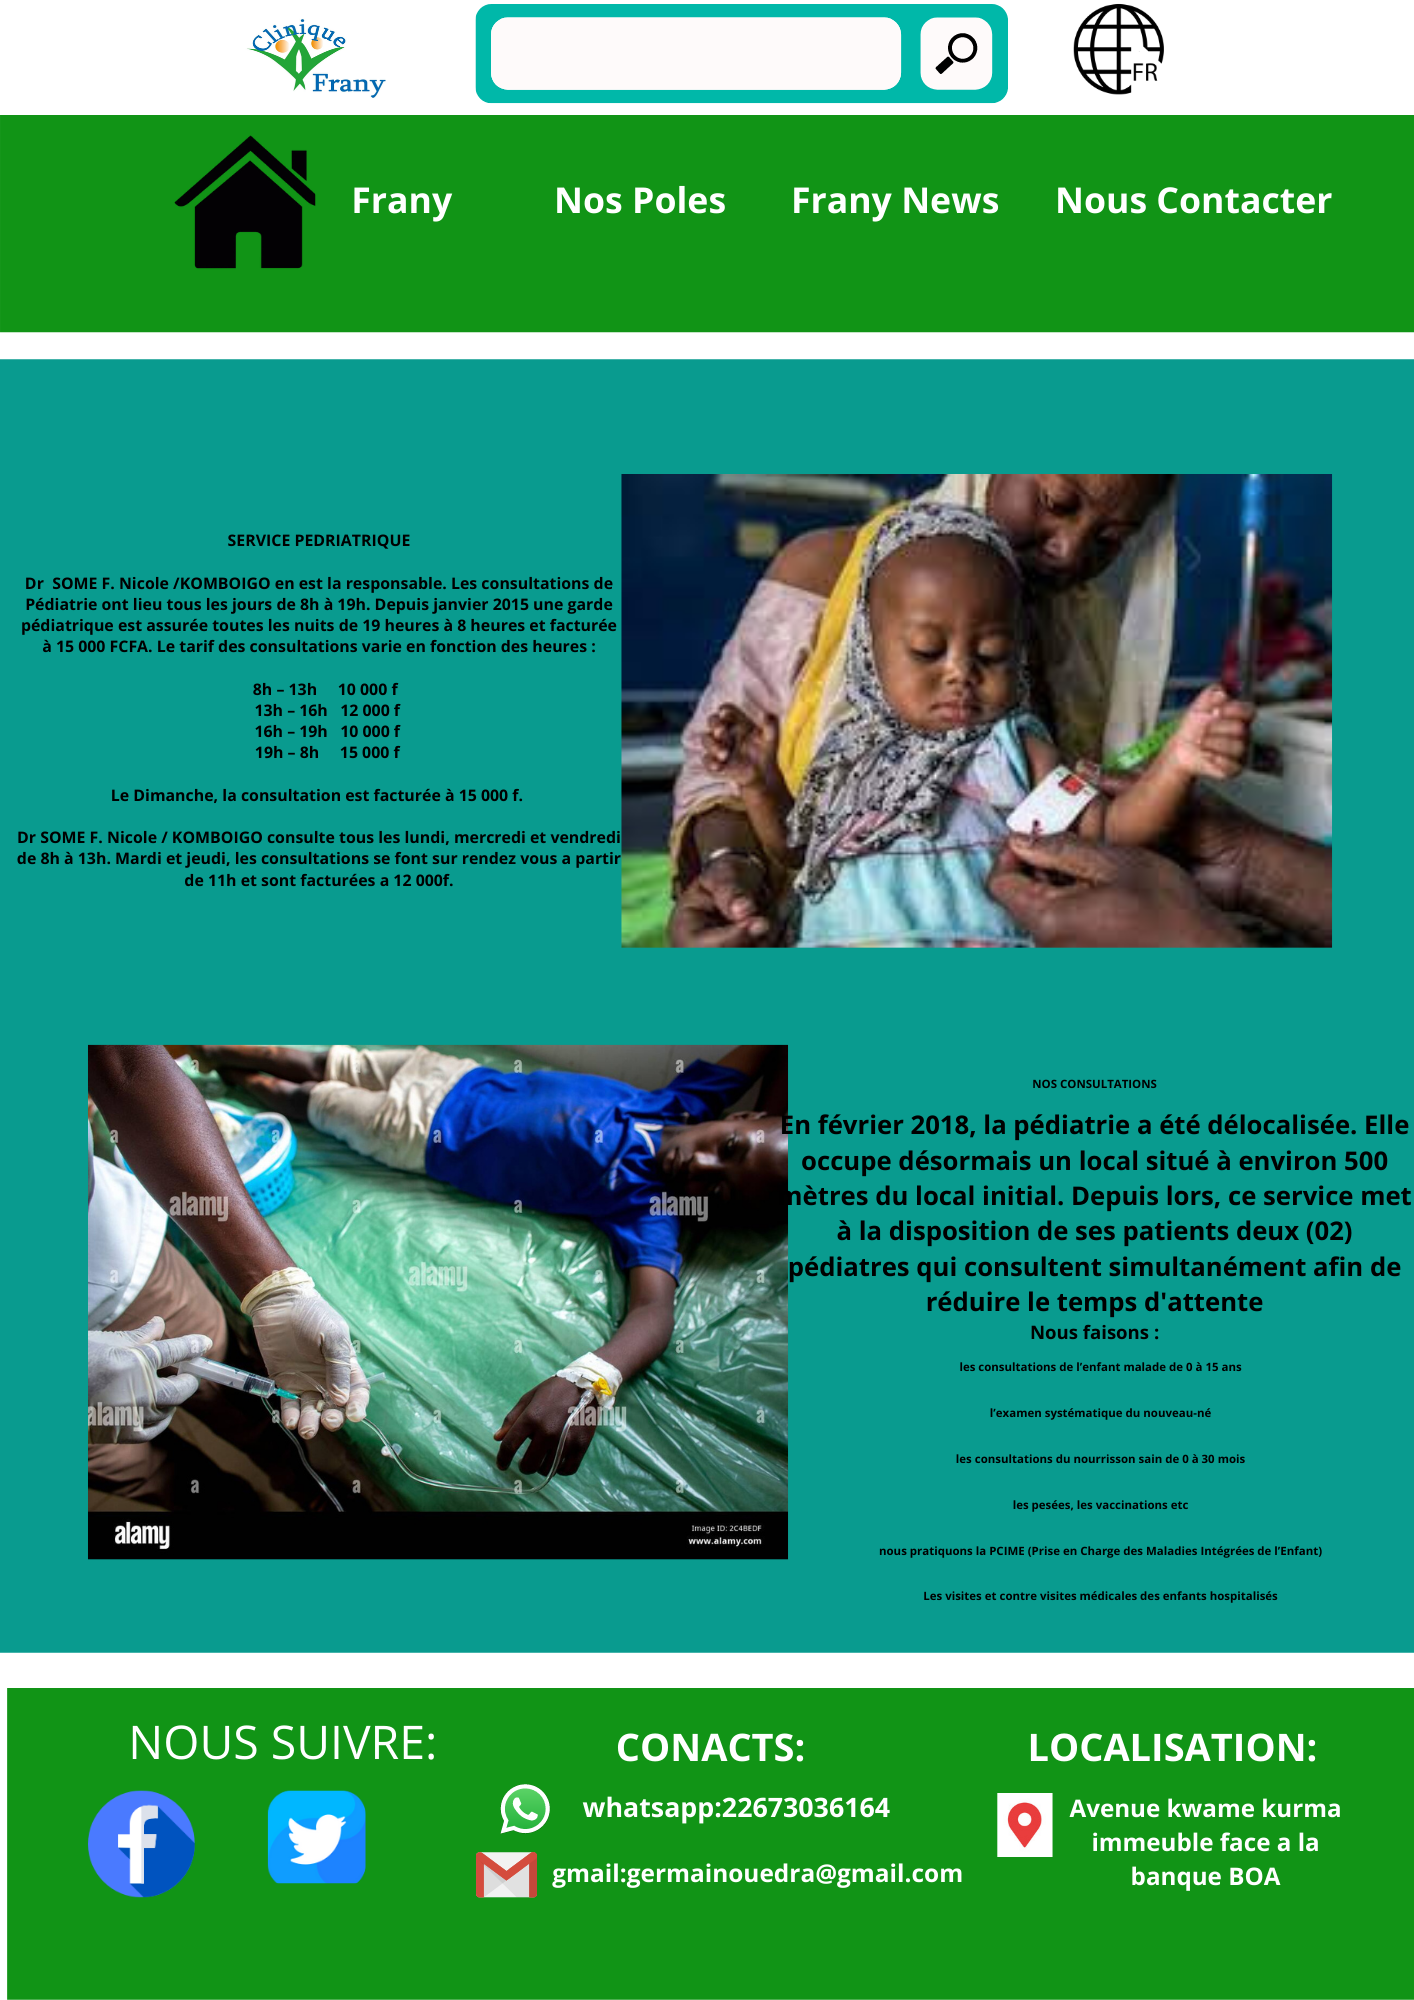 Clinique
Frany
FR
Frany
Nos Poles
Frany News
Nous Contacter
SERVICE PEDRIATRIQUE
Dr  SOME F. Nicole /KOMBOIGO en est la responsable. Les consultations de
Pédiatrie ont lieu tous les jours de 8h à 19h. Depuis janvier 2015 une garde
pédiatrique est assurée toutes les nuits de 19 heures à 8 heures et facturée
à 15 000 FCFA. Le tarif des consultations varie en fonction des heures :
8h – 13h     10 000 f
13h – 16h   12 000 f
16h – 19h   10 000 f
19h – 8h     15 000 f
Le Dimanche, la consultation est facturée à 15 000 f.
Dr SOME F. Nicole / KOMBOIGO consulte tous les lundi, mercredi et vendredi
de 8h à 13h. Mardi et jeudi, les consultations se font sur rendez vous a partir
de 11h et sont facturées a 12 000f.
alamy
alamy
alamy
alamy
alamy
alamy
Image ID: 2C4BEDF
www.alamy.com
NOS CONSULTATIONS
En février 2018, la pédiatrie a été délocalisée. Elle
occupe désormais un local situé à environ 500
mètres du local initial. Depuis lors, ce service met
à la disposition de ses patients deux (02)
pédiatres qui consultent simultanément afin de
réduire le temps d'attente
Nous faisons :
les consultations de l’enfant malade de 0 à 15 ans
l’examen systématique du nouveau-né
les consultations du nourrisson sain de 0 à 30 mois
les pesées, les vaccinations etc
nous pratiquons la PCIME (Prise en Charge des Maladies Intégrées de l’Enfant)
Les visites et contre visites médicales des enfants hospitalisés
NOUS SUIVRE:
CONACTS:
whatsapp:22673036164
gmail:germainouedra@gmail.com
LOCALISATION:
Avenue kwame kurma
immeuble face a la
banque BOA